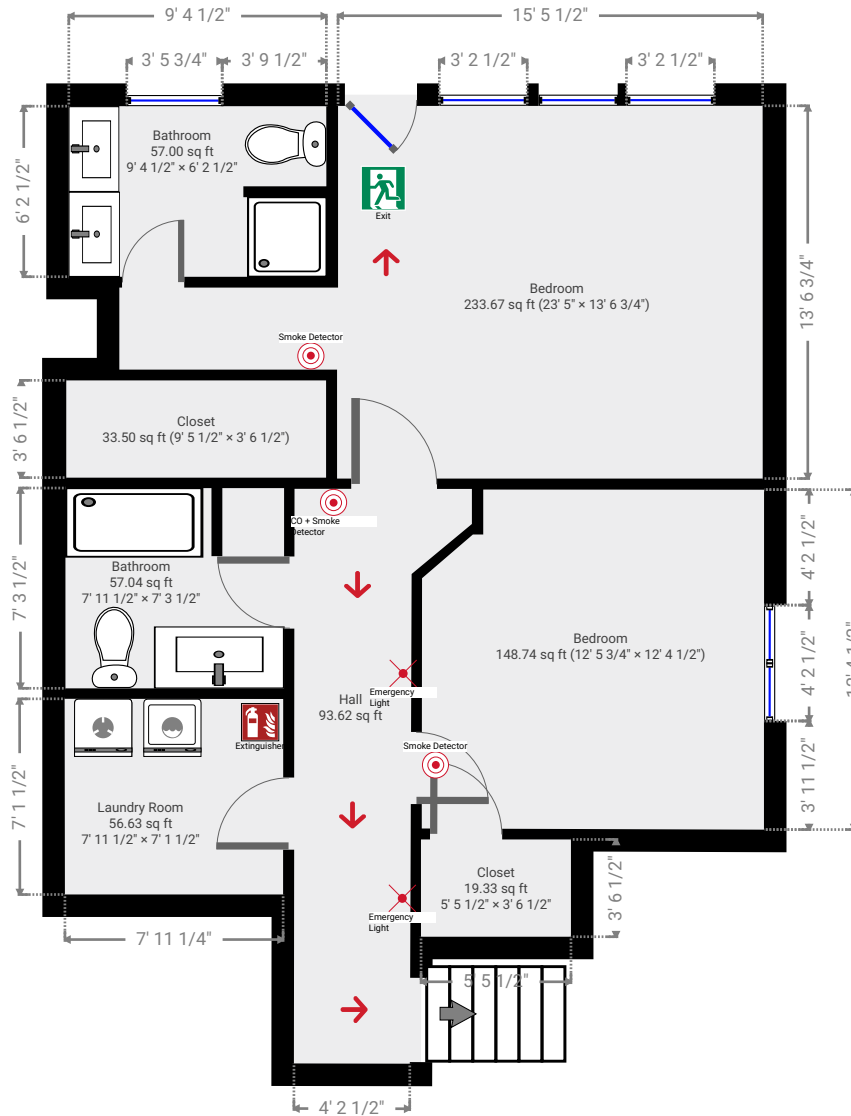 9' 4 1/2"
15' 5 1/2"
3' 5 3/4"
3' 9 1/2"
3' 2 1/2"
3' 2 1/2"
6' 2 1/2"
Bathroom
57.00 sq ft
9' 4 1/2" × 6' 2 1/2"
Exit
13' 6 3/4"
Bedroom
233.67 sq ft (23' 5" × 13' 6 3/4")
Smoke Detector
3' 6 1/2"
Closet
33.50 sq ft (9' 5 1/2" × 3' 6 1/2")
CO + Smoke
Detector
7' 3 1/2"
Bathroom
57.04 sq ft
7' 11 1/2" × 7' 3 1/2"
4' 2 1/2"
4' 2 1/2"
3' 11 1/2"
12' 4 1/2"
Bedroom
148.74 sq ft (12' 5 3/4" × 12' 4 1/2")
Hall
93.62 sq ft
Emergency
Light
Extinguisher
Smoke Detector
7' 1 1/2"
Laundry Room
56.63 sq ft
7' 11 1/2" × 7' 1 1/2"
Closet
19.33 sq ft
5' 5 1/2" × 3' 6 1/2"
3' 6 1/2"
Emergency
Light
7' 11 1/4"
5' 5 1/2"
4' 2 1/2"